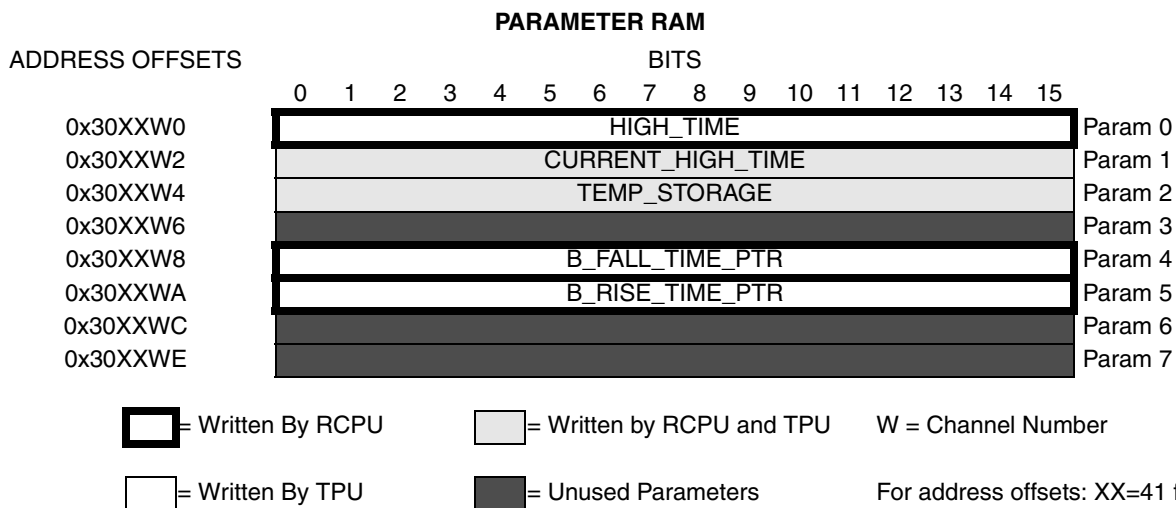 PARAMETER RAM
ADDRESS OFFSETS BITS
0 1 2 3 4 5 6 7 8 9 10 11 12 13 14 15
0x30XXW0 HIGH_TIME Param 0
0x30XXW2 CURRENT_HIGH_TIME Param 1
0x30XXW4 TEMP_STORAGE Param 2
0x30XXW6 Param 3
0x30XXW8 B_FALL_TIME_PTR Param 4
0x30XXWA B_RISE_TIME_PTR Param 5
0x30XXWC Param 6
0x30XXWE Param 7
= Written By RCPU = Written by RCPU and TPU W = Channel Number
= Written By TPU = Unused Parameters For address offsets: XX=41